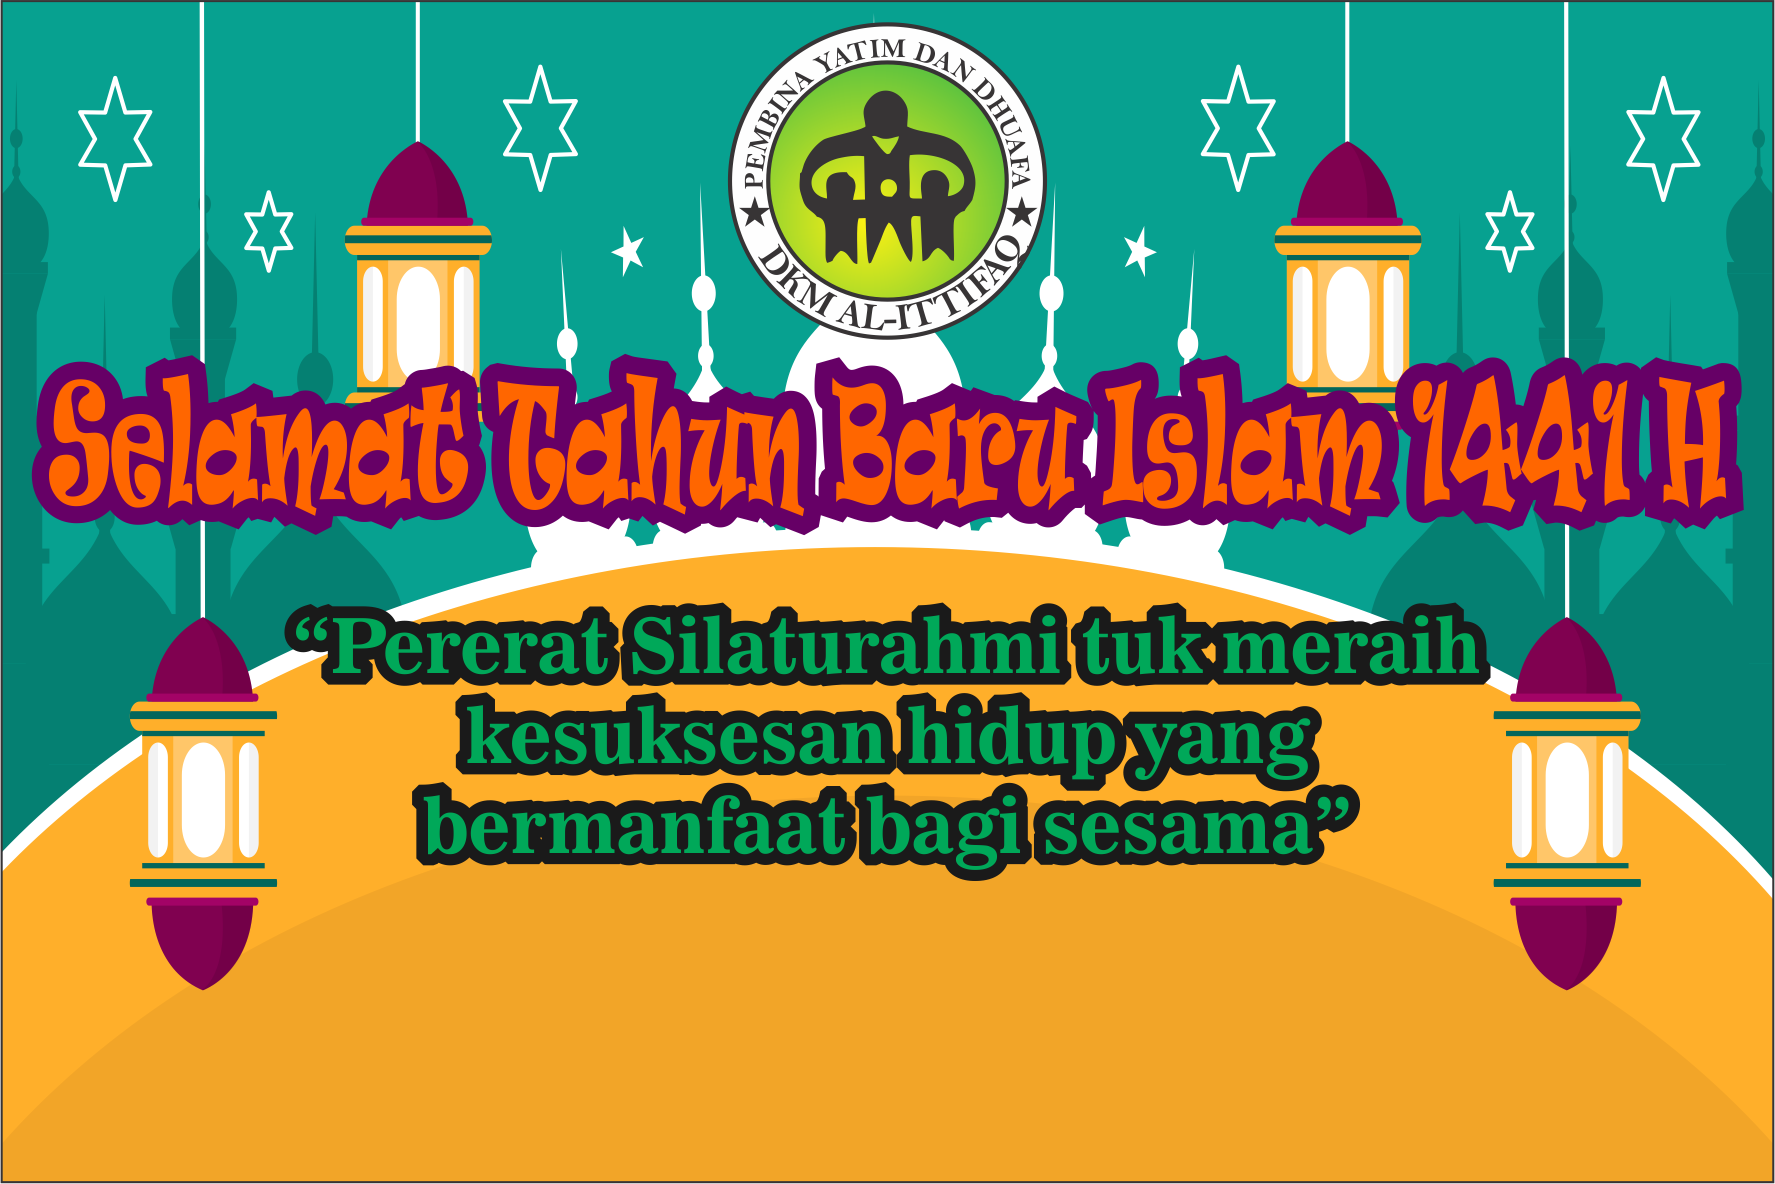 PEMBINA YATIM DAN DHUAFA
DKM AL-ITTIFAQ
Selamat Tahun Baru Islam 1441 H
“Pererat Silaturahmi tuk meraih
kesuksesan hidup yang
bermanfaat bagi sesama”